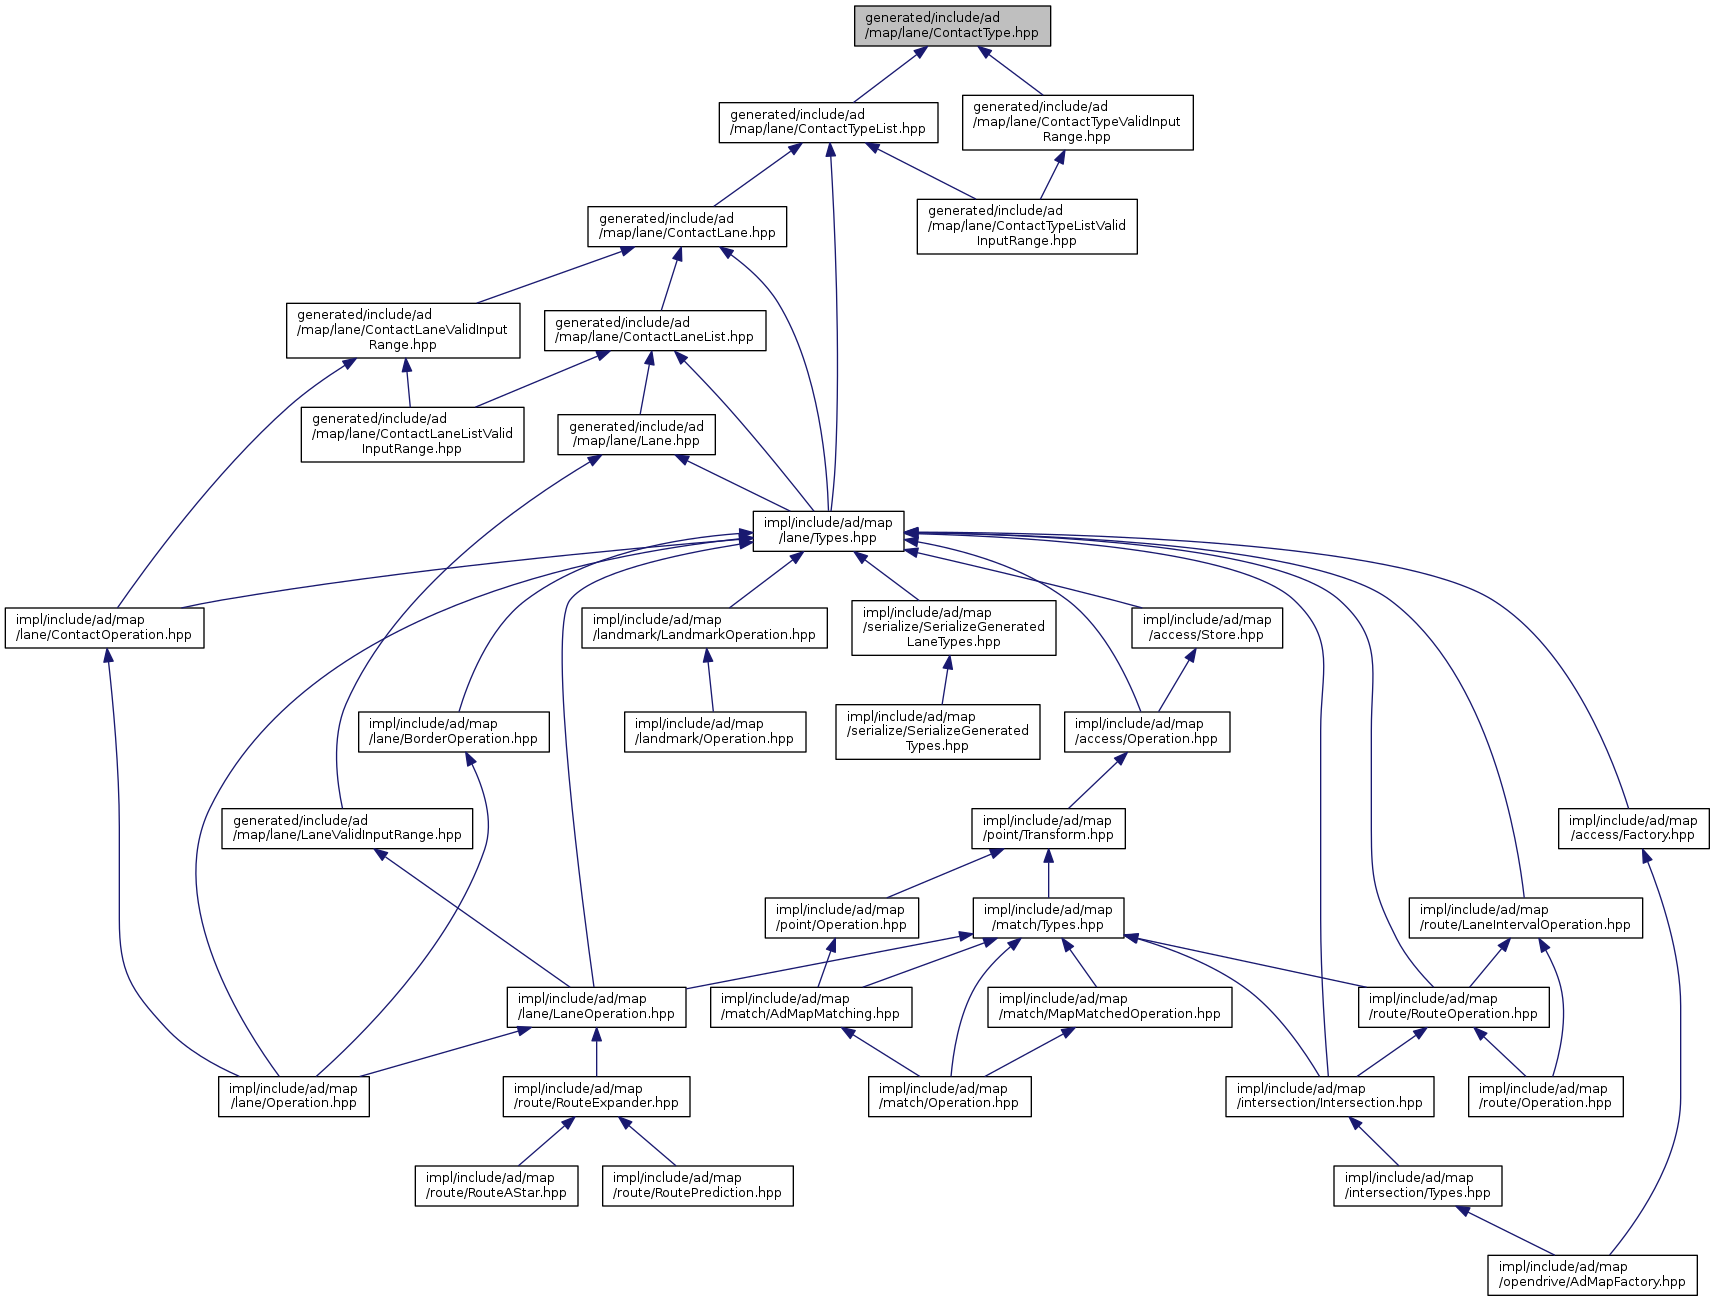 generated/include/ad
/map/lane/ContactType.hpp
generated/include/ad
/map/lane/ContactTypeList.hpp
generated/include/ad
/map/lane/ContactTypeValidInput
Range.hpp
generated/include/ad
/map/lane/ContactLane.hpp
generated/include/ad
/map/lane/ContactTypeListValid
InputRange.hpp
generated/include/ad
/map/lane/ContactLaneValidInput
Range.hpp
generated/include/ad
/map/lane/ContactLaneList.hpp
generated/include/ad
/map/lane/ContactLaneListValid
InputRange.hpp
generated/include/ad
/map/lane/Lane.hpp
impl/include/ad/map
/lane/Types.hpp
impl/include/ad/map
/lane/ContactOperation.hpp
impl/include/ad/map
/landmark/LandmarkOperation.hpp
impl/include/ad/map
/serialize/SerializeGenerated
LaneTypes.hpp
impl/include/ad/map
/access/Store.hpp
impl/include/ad/map
/lane/BorderOperation.hpp
impl/include/ad/map
/landmark/Operation.hpp
impl/include/ad/map
/serialize/SerializeGenerated
Types.hpp
impl/include/ad/map
/access/Operation.hpp
generated/include/ad
/map/lane/LaneValidInputRange.hpp
impl/include/ad/map
/point/Transform.hpp
impl/include/ad/map
/access/Factory.hpp
impl/include/ad/map
/point/Operation.hpp
impl/include/ad/map
/match/Types.hpp
impl/include/ad/map
/route/LaneIntervalOperation.hpp
impl/include/ad/map
/lane/LaneOperation.hpp
impl/include/ad/map
/match/AdMapMatching.hpp
impl/include/ad/map
/match/MapMatchedOperation.hpp
impl/include/ad/map
/route/RouteOperation.hpp
impl/include/ad/map
/lane/Operation.hpp
impl/include/ad/map
/route/RouteExpander.hpp
impl/include/ad/map
/match/Operation.hpp
impl/include/ad/map
/intersection/Intersection.hpp
impl/include/ad/map
/route/Operation.hpp
impl/include/ad/map
/route/RouteAStar.hpp
impl/include/ad/map
/route/RoutePrediction.hpp
impl/include/ad/map
/intersection/Types.hpp
impl/include/ad/map
/opendrive/AdMapFactory.hpp